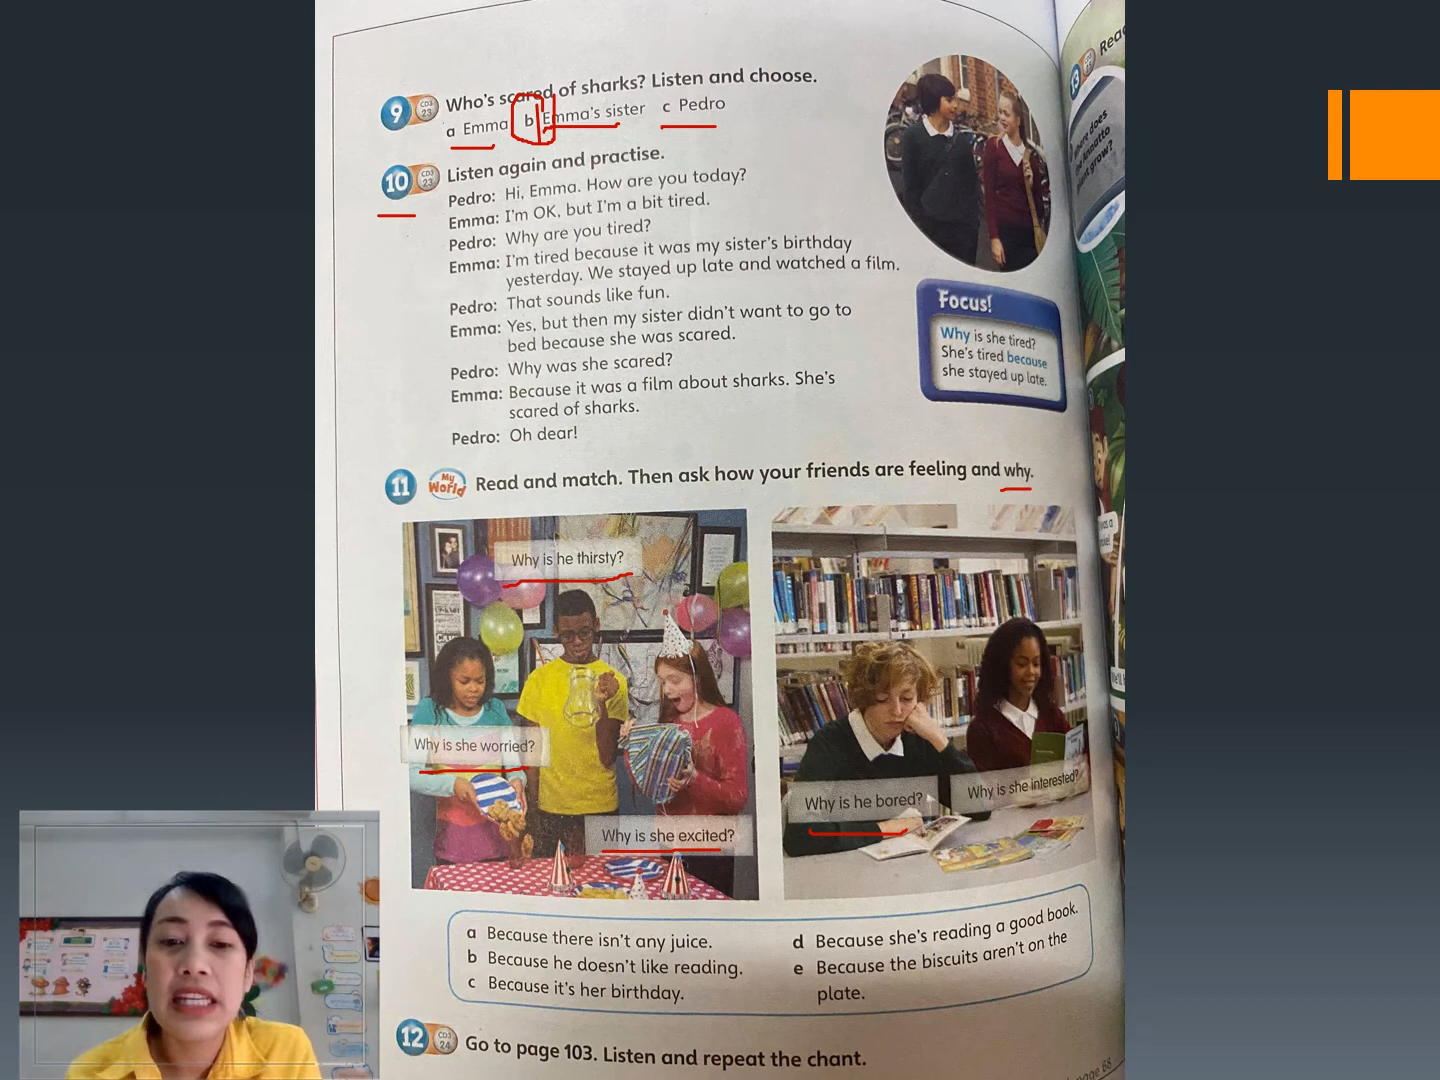 9 CD3 23 Who's scared of sharks? Listen and choose.
a Emma b Emma's sister c Pedro
10 CD3 23 Listen again and practise.
Pedro: Hi, Emma. How are you today?
Emma: I'm OK, but I'm a bit tired.
Pedro: Why are you tired?
Emma: I'm tired because it was my sister's birthday
yesterday. We stayed up late and watched a film.
Pedro: That sounds like fun.
Emma: Yes, but then my sister didn't want to go to
bed because she was scared.
Pedro: Why was she scared?
Emma: Because it was a film about sharks. She's
scared of sharks.
Pedro: Oh dear!
Focus!
Why is she tired?
She's tired because
she stayed up late.
11 My World Read and match. Then ask how your friends are feeling and why.
Why is he thirsty?
Why is she worried?
Why is she excited?
Why is he bored?
Why is she interested?
a Because there isn't any juice.
b Because he doesn't like reading.
c Because it's her birthday.
d Because she's reading a good book.
e Because the biscuits aren't on the
plate.
12 CD3 24 Go to page 103. Listen and repeat the chant.
page 68
13 Read